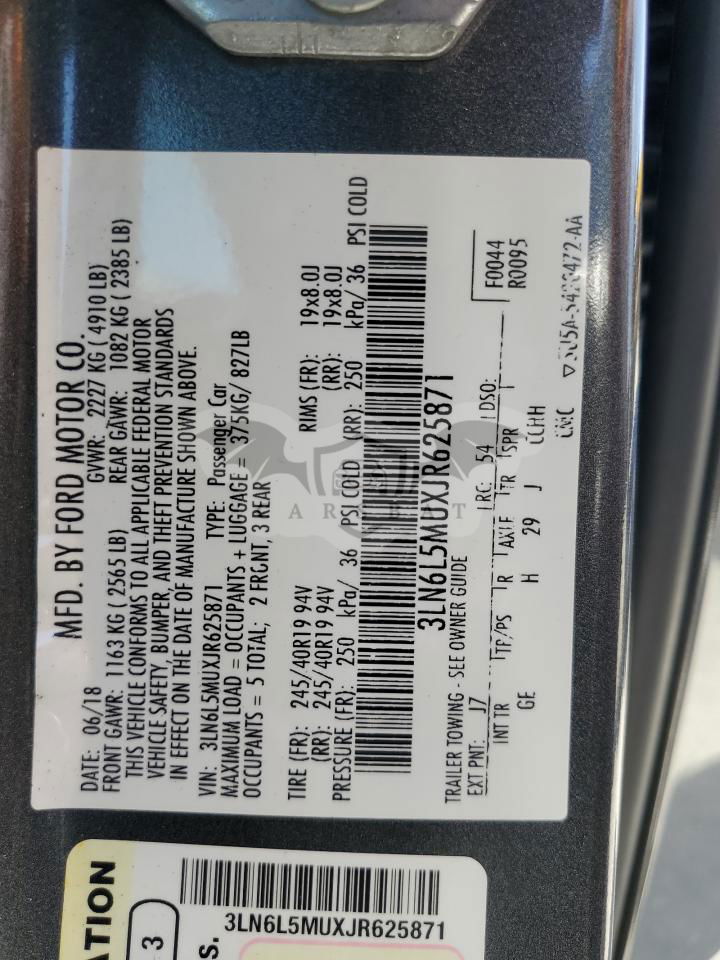 MFD. BY FORD MOTOR CO.
DATE: 06/18 GVWR: 2227 KG ( 4910 LB)
FRONT GAWR: 1163 KG ( 2565 LB) REAR GAWR: 1082 KG ( 2385 LB)
THIS VEHICLE CONFORMS TO ALL APPLICABLE FEDERAL MOTOR
VEHICLE SAFETY, BUMPER, AND THEFT PREVENTION STANDARDS
IN EFFECT ON THE DATE OF MANUFACTURE SHOWN ABOVE.
VIN: 3LN6L5MUXJR625871 TYPE: Passenger Car
MAXIMUM LOAD = OCCUPANTS + LUGGAGE = 375KG/ 827LB
OCCUPANTS = 5 TOTAL; 2 FRONT, 3 REAR
TIRE (FR): 245/40R19 94V RIMS (FR): 19x8.0J
(RR): 245/40R19 94V (RR): 19x8.0J
PRESSURE (FR): 250 kPa/ 36 PSI COLD (RR): 250 kPa/ 36 PSI COLD
3LN6L5MUXJR625871
TRAILER TOWING - SEE OWNER GUIDE
EXT PNT: J7 RC: 54 DSO: F0044
INT TR TP/PS R AXLE TR SPR R0095
GE H 29 J CCHH
ARABAT
ATION
3
S.
3LN6L5MUXJR625871